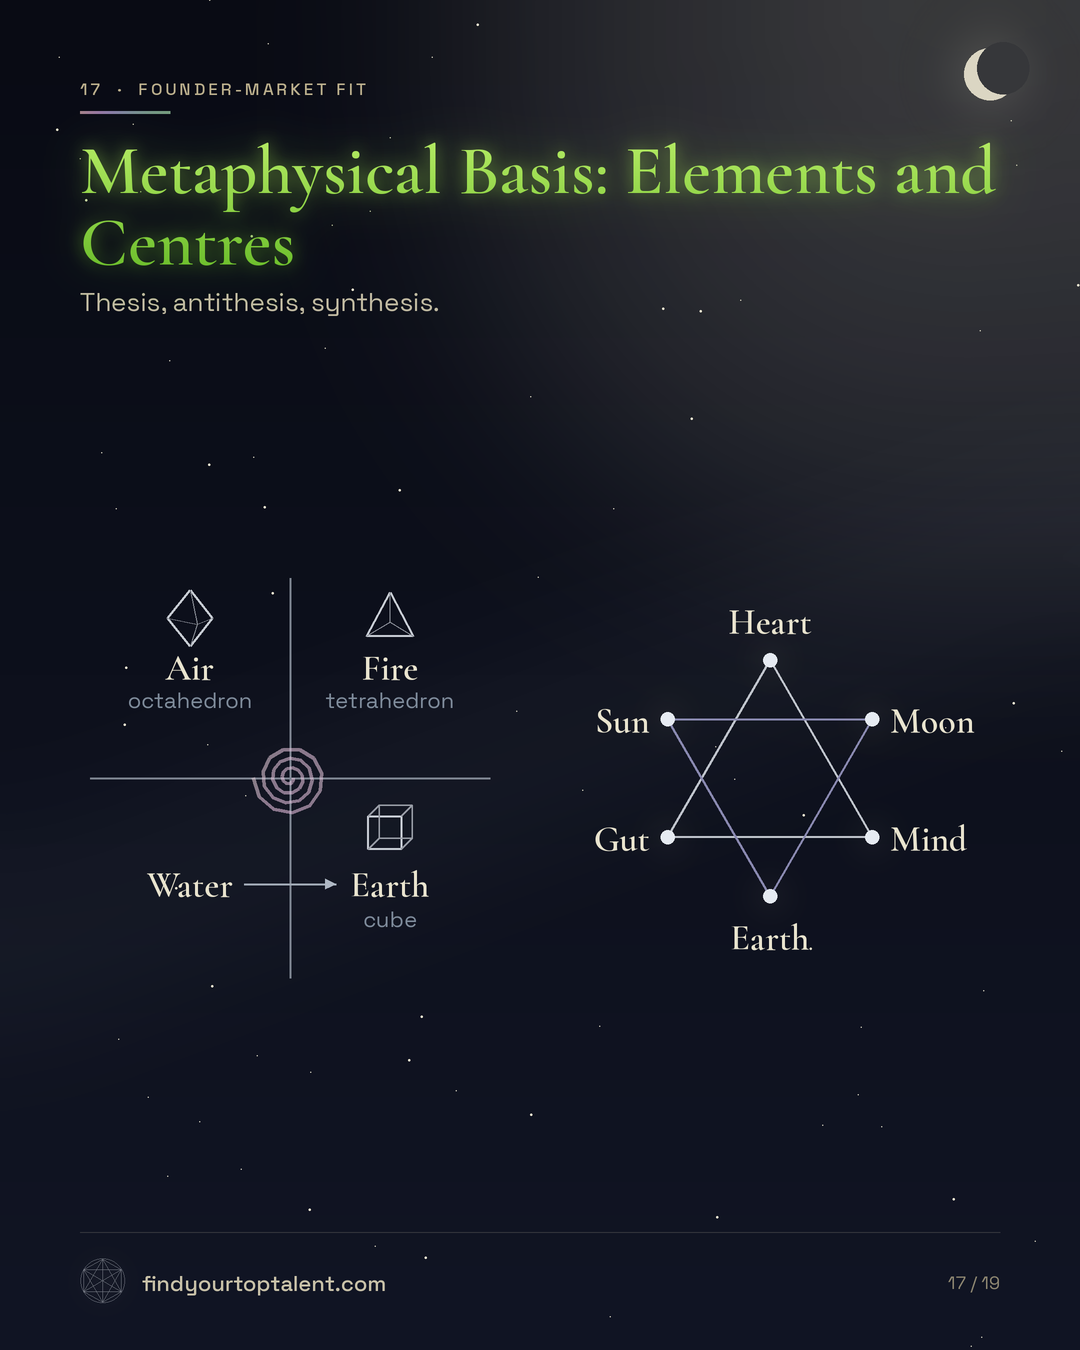 17 · FOUNDER-MARKET FIT
Metaphysical Basis: Elements and
Centres
Thesis, antithesis, synthesis.
Air
octahedron
Fire
tetrahedron
Water
Earth
cube
Heart
Sun
Moon
Gut
Mind
Earth
findyourtoptalent.com
17 / 19